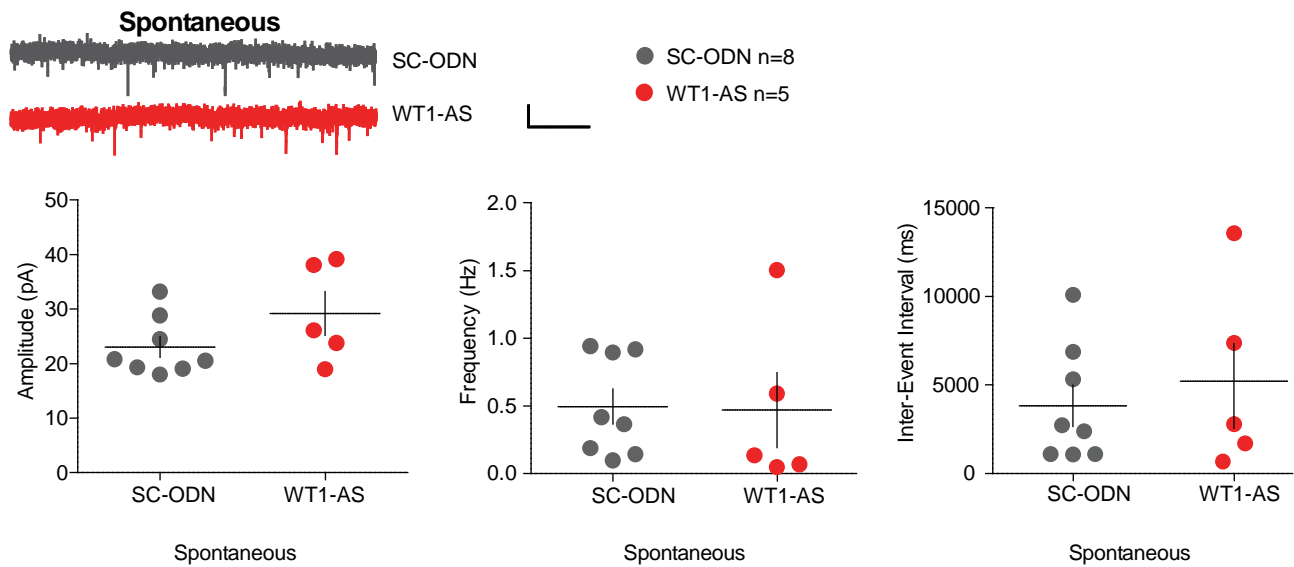 Spontaneous
SC-ODN
WT1-AS
SC-ODN n=8
WT1-AS n=5
Amplitude (pA)
50
40
30
20
10
0
SC-ODN
WT1-AS
Spontaneous
Frequency (Hz)
2.0
1.5
1.0
0.5
0.0
SC-ODN
WT1-AS
Spontaneous
Inter-Event Interval (ms)
15000
10000
5000
0
SC-ODN
WT1-AS
Spontaneous